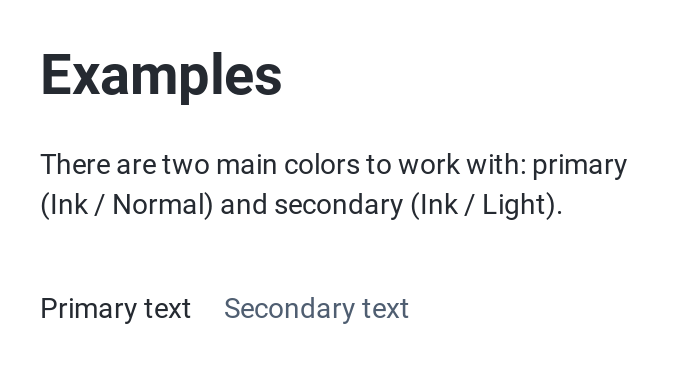 Examples
There are two main colors to work with: primary
(Ink / Normal) and secondary (Ink / Light).
Primary text Secondary text